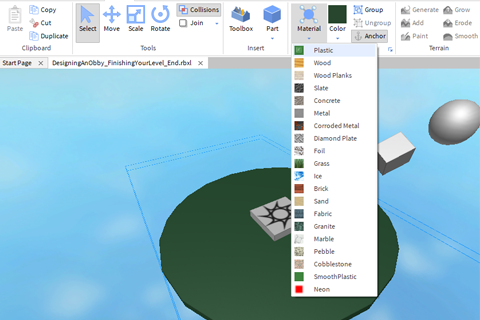 Paste
Copy
Cut
Duplicate
Clipboard
Select
Move
Scale
Rotate
Collisions
Join
Tools
Toolbox
Part
Insert
Material
Color
Group
Ungroup
Anchor
Generate
Grow
Add
Erode
Paint
Smooth
Terrain
Start Page
DesigningAnObby_FinishingYourLevel_End.rbxl
Plastic
Wood
Wood Planks
Slate
Concrete
Metal
Corroded Metal
Diamond Plate
Foil
Grass
Ice
Brick
Sand
Fabric
Granite
Marble
Pebble
Cobblestone
SmoothPlastic
Neon